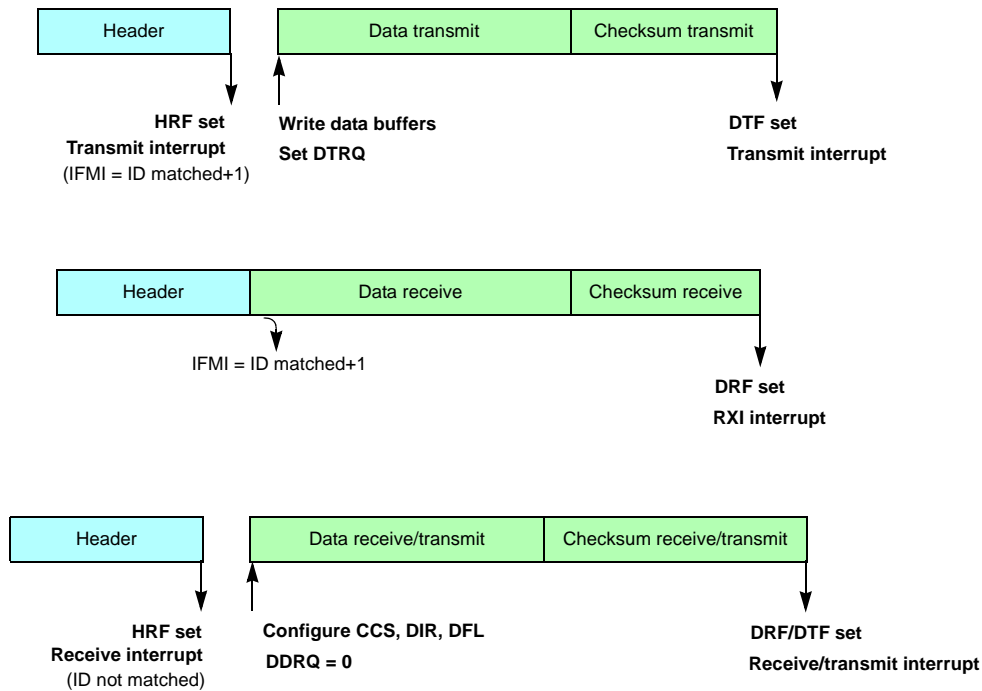 Header
Data transmit
Checksum transmit
HRF set
Transmit interrupt
(IFMI = ID matched+1)
Write data buffers
Set DTRQ
DTF set
Transmit interrupt
Header
Data receive
Checksum receive
IFMI = ID matched+1
DRF set
RXI interrupt
Header
Data receive/transmit
Checksum receive/transmit
HRF set
Receive interrupt
(ID not matched)
Configure CCS, DIR, DFL
DDRQ = 0
DRF/DTF set
Receive/transmit interrupt